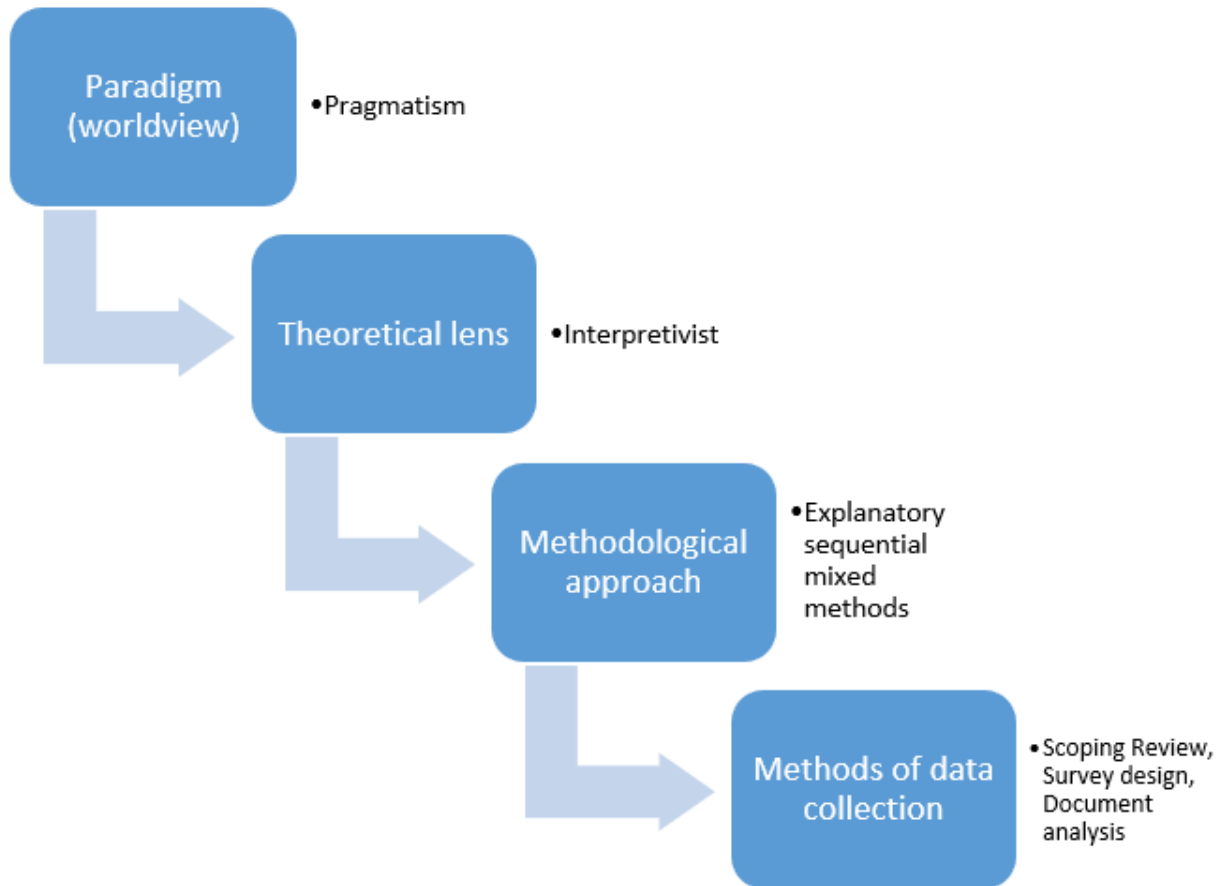 Paradigm
(worldview)
•Pragmatism
Theoretical lens
•Interpretivist
Methodological
approach
•Explanatory
sequential
mixed
methods
Methods of data
collection
•Scoping Review,
Survey design,
Document
analysis